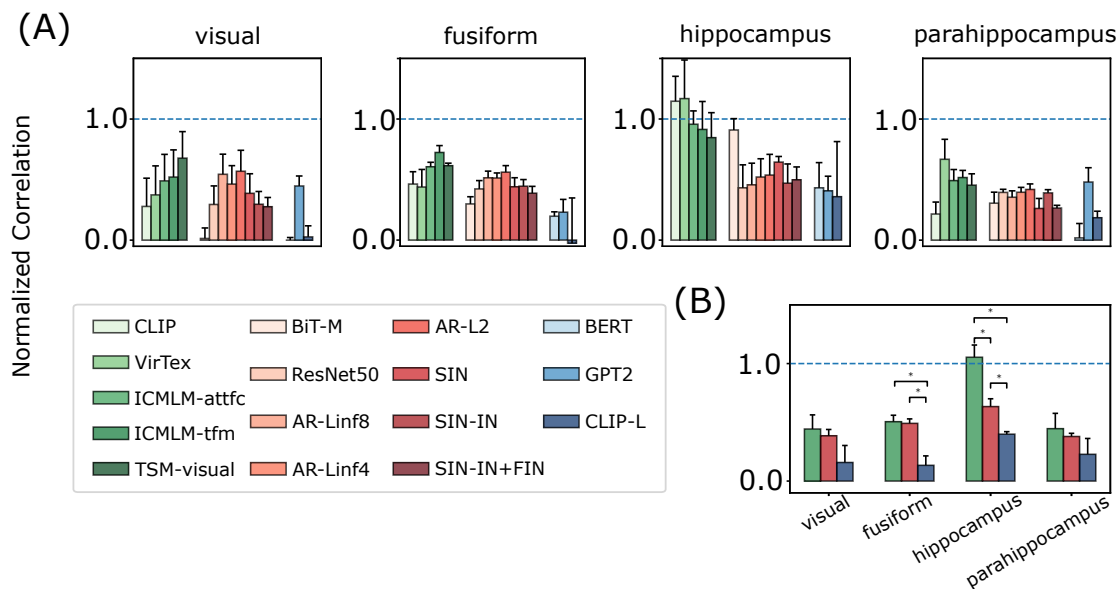 (A)
visual fusiform hippocampus parahippocampus
Normalized Correlation
1.0 1.0 1.0 1.0
0.0 0.0 0.0 0.0
CLIP BiT-M AR-L2 BERT
VirTex ResNet50 SIN GPT2
ICMLM-attfc AR-Linf8 SIN-IN CLIP-L
ICMLM-tfm
TSM-visual AR-Linf4 SIN-IN+FIN
(B)
* * * * *
1.0
0.0
visual fusiform hippocampus parahippocampus